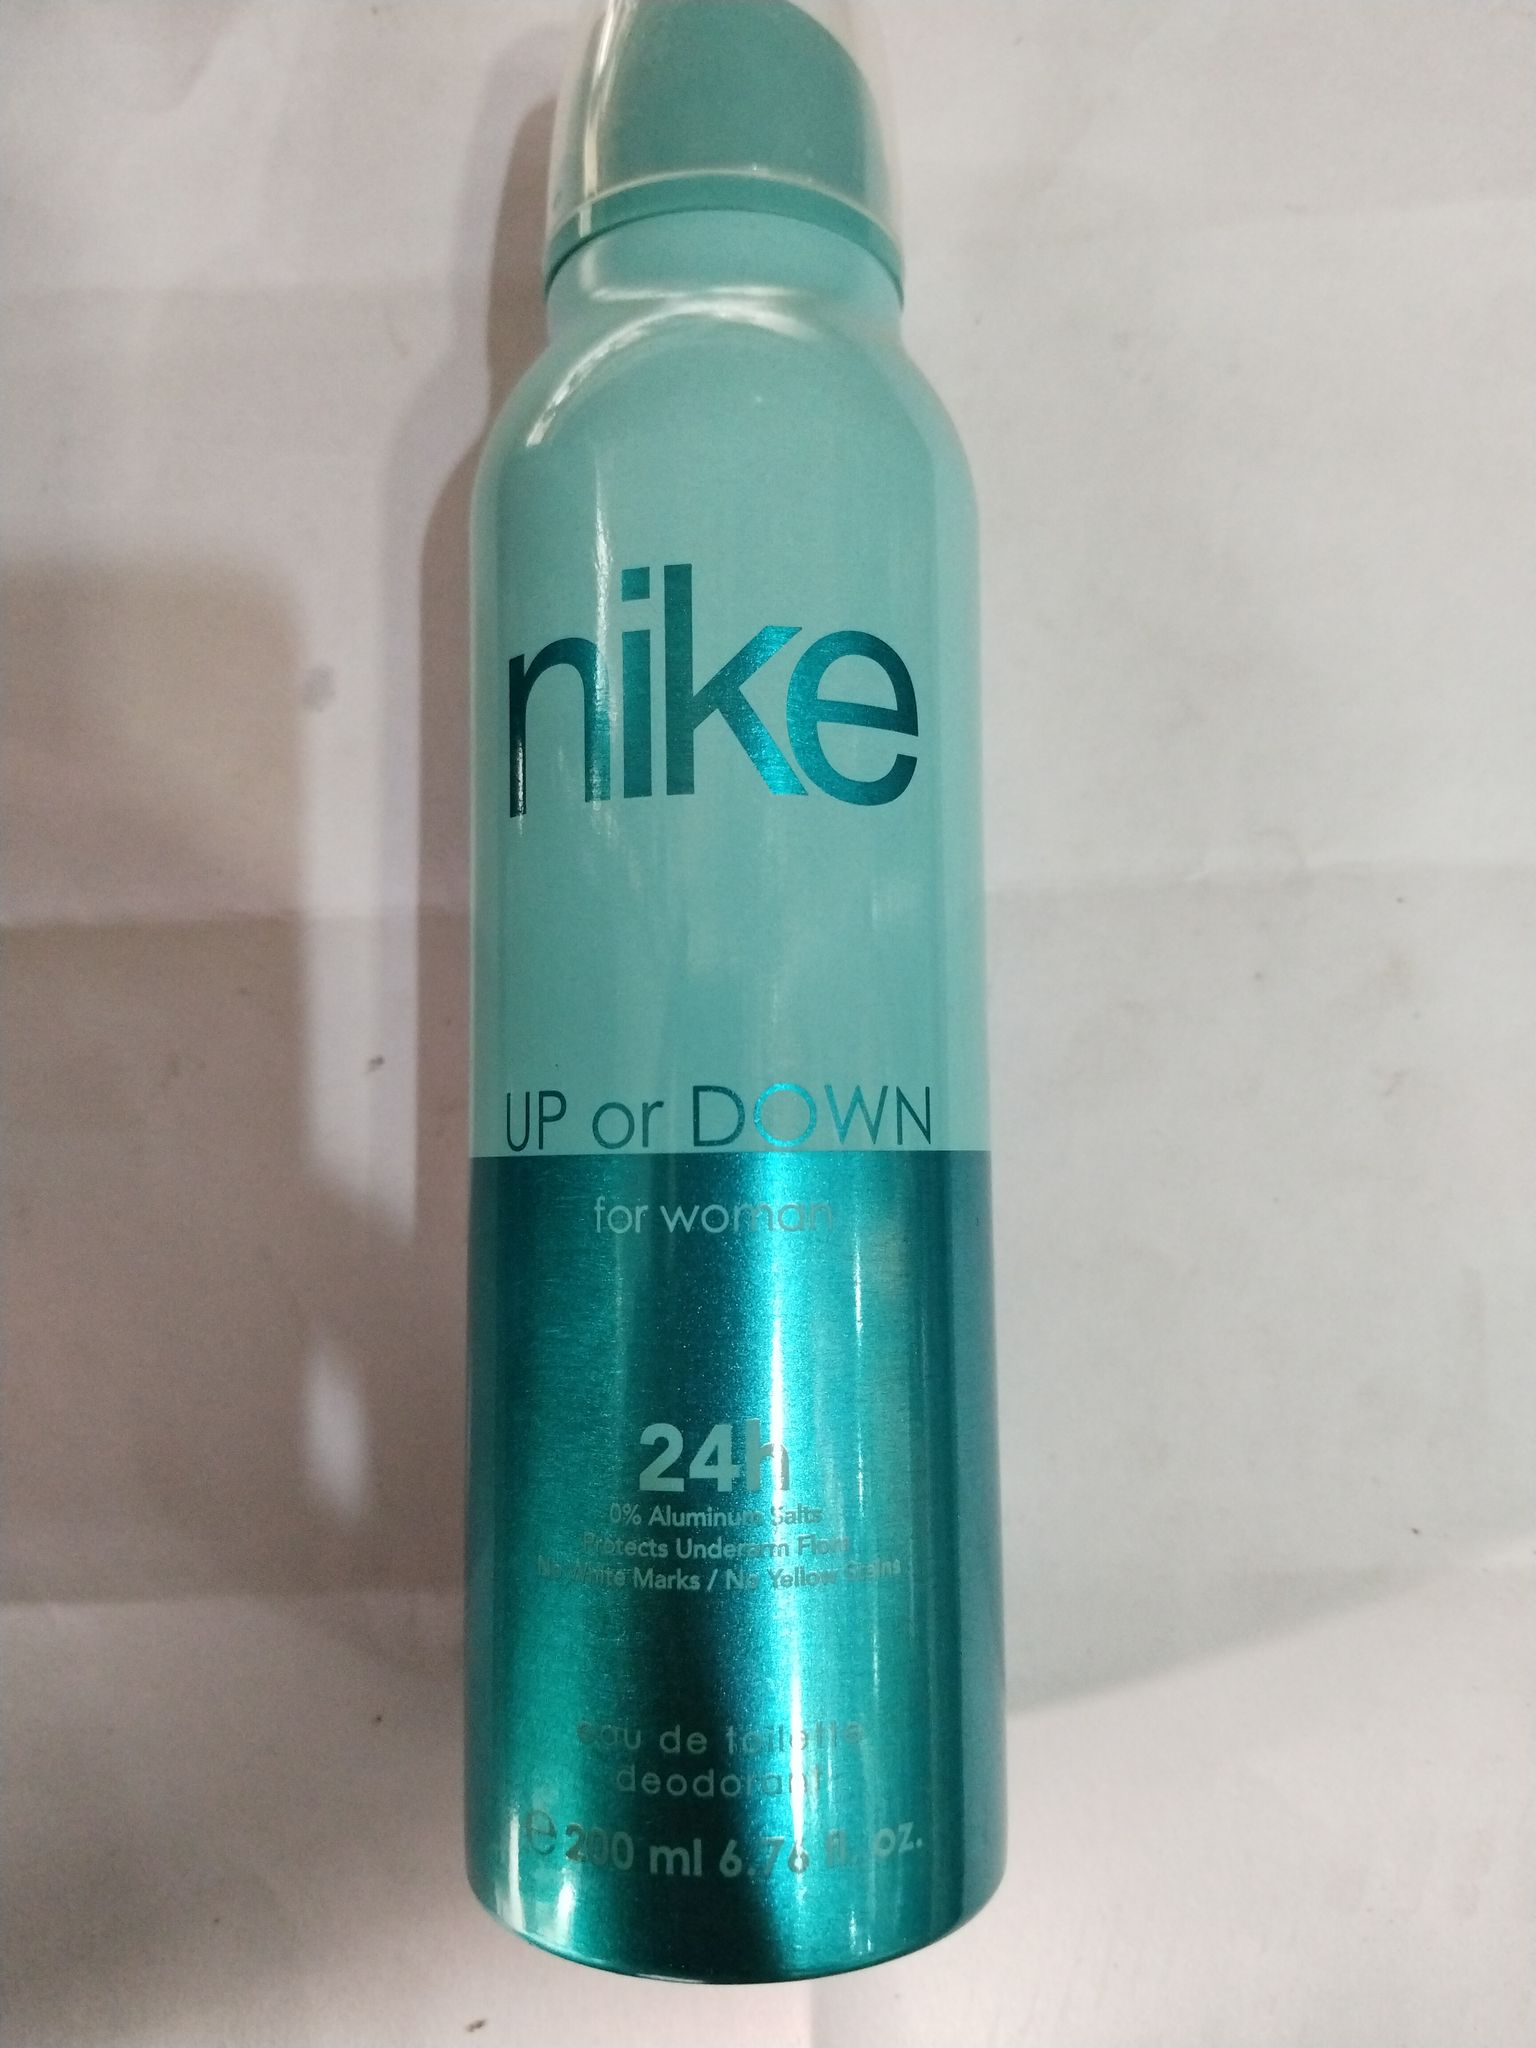 nike
UP or DOWN
for woman
24h
0% Aluminum Salts
Protects Underarm Flora
No White Marks / No Yellow Stains
eau de toilette
deodorant
e 200 ml 6.76 fl. oz.